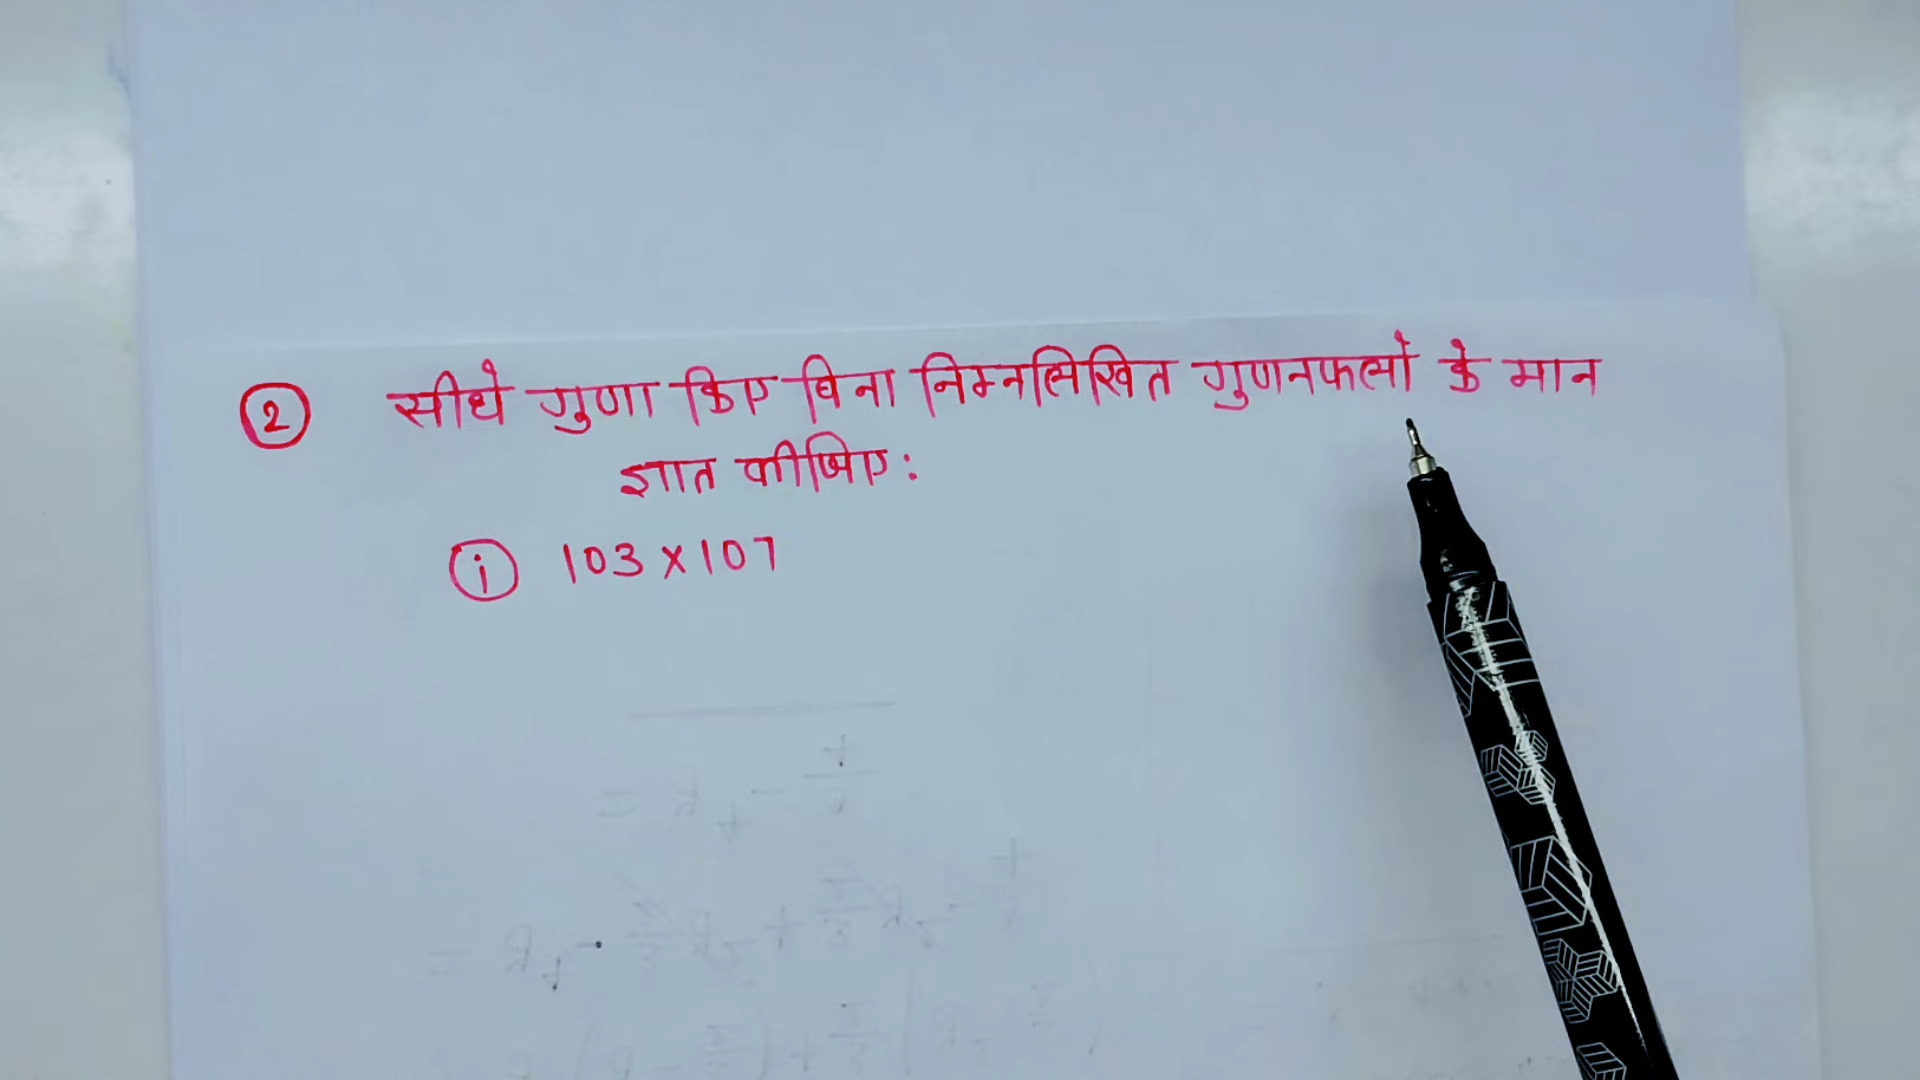 ② सीधे गुणा किए बिना निम्नलिखित गुणनफलों के मान
ज्ञात कीजिए:
ⓘ 103 × 107